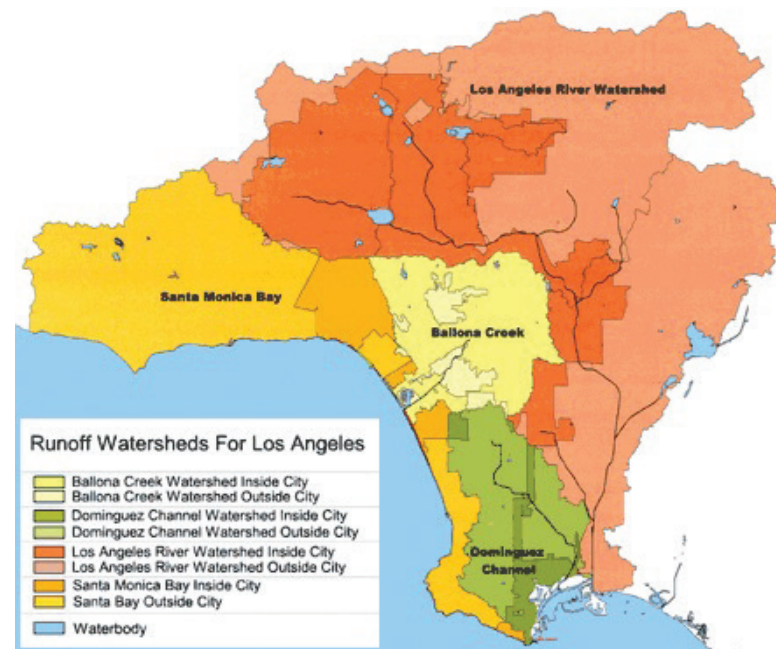 Los Angeles River Watershed
Santa Monica Bay
Ballona Creek
Runoff Watersheds For Los Angeles
Ballona Creek Watershed Inside City
Ballona Creek Watershed Outside City
Dominguez Channel Watershed Inside City
Dominguez Channel Watershed Outside City
Los Angeles River Watershed Inside City
Los Angeles River Watershed Outside City
Santa Monica Bay Inside City
Santa Bay Outside City
Waterbody
Dominguez
Channel